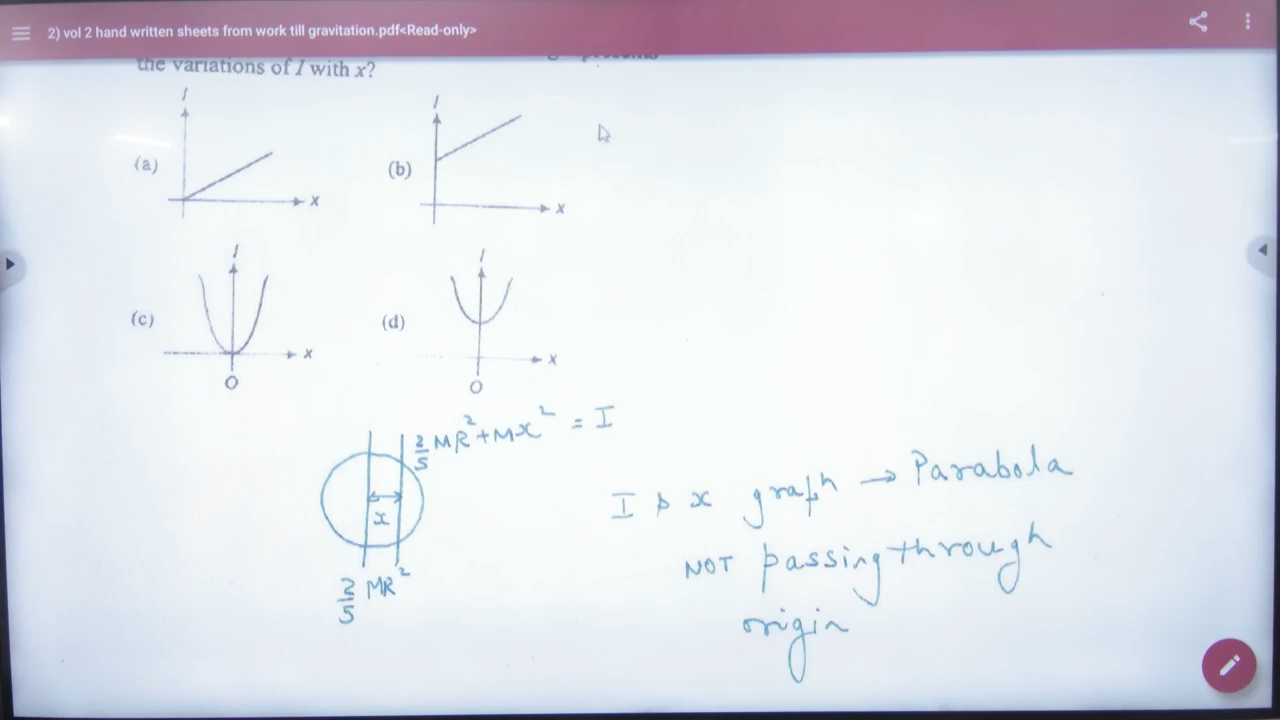 2) vol 2 hand written sheets from work till gravitation.pdf<Read-only>
the variations of I with x?
(a) I x
(b) I x
(c) I x O
(d) I x O
2/5 MR² + Mx² = I
x
2/5 MR²
I & x graph → Parabola
NOT passing through
origin